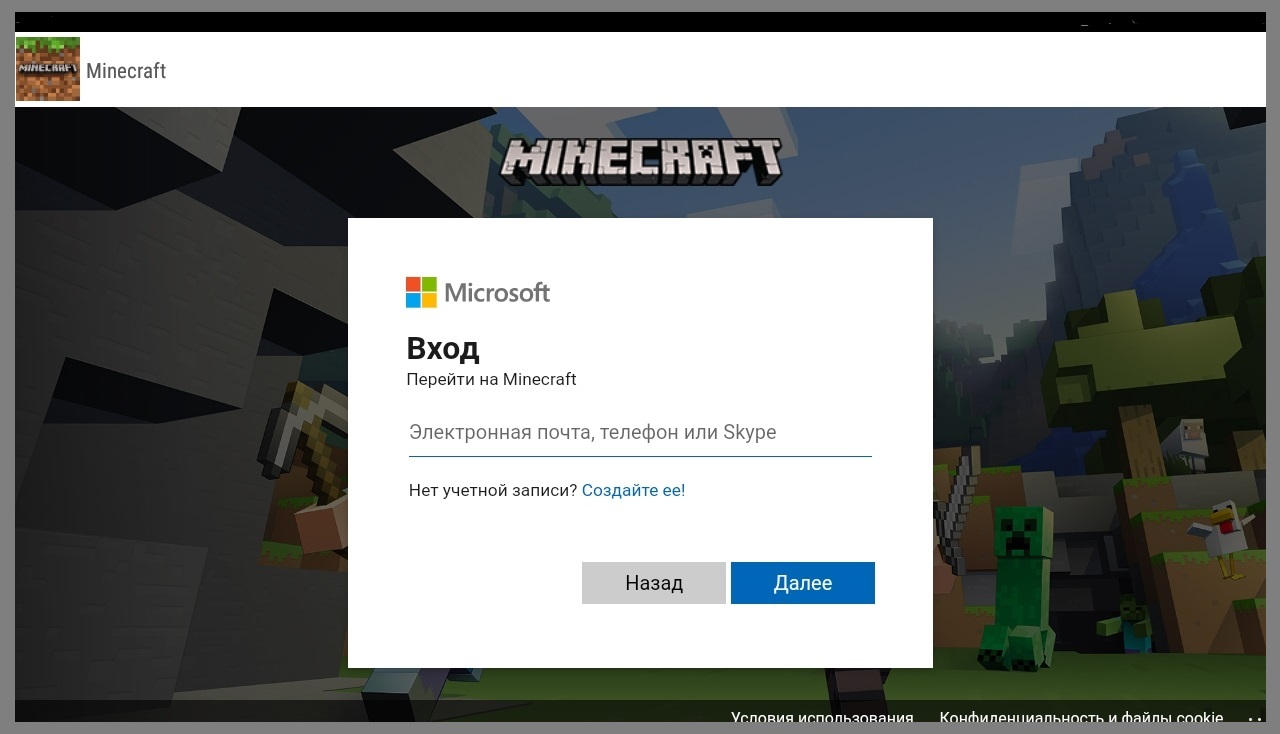 MINECRAFT
Minecraft
MINECRAFT
Microsoft
Вход
Перейти на Minecraft
Электронная почта, телефон или Skype
Нет учетной записи? Создайте ее!
Назад Далее
Условия использования Конфиденциальность и файлы cookie